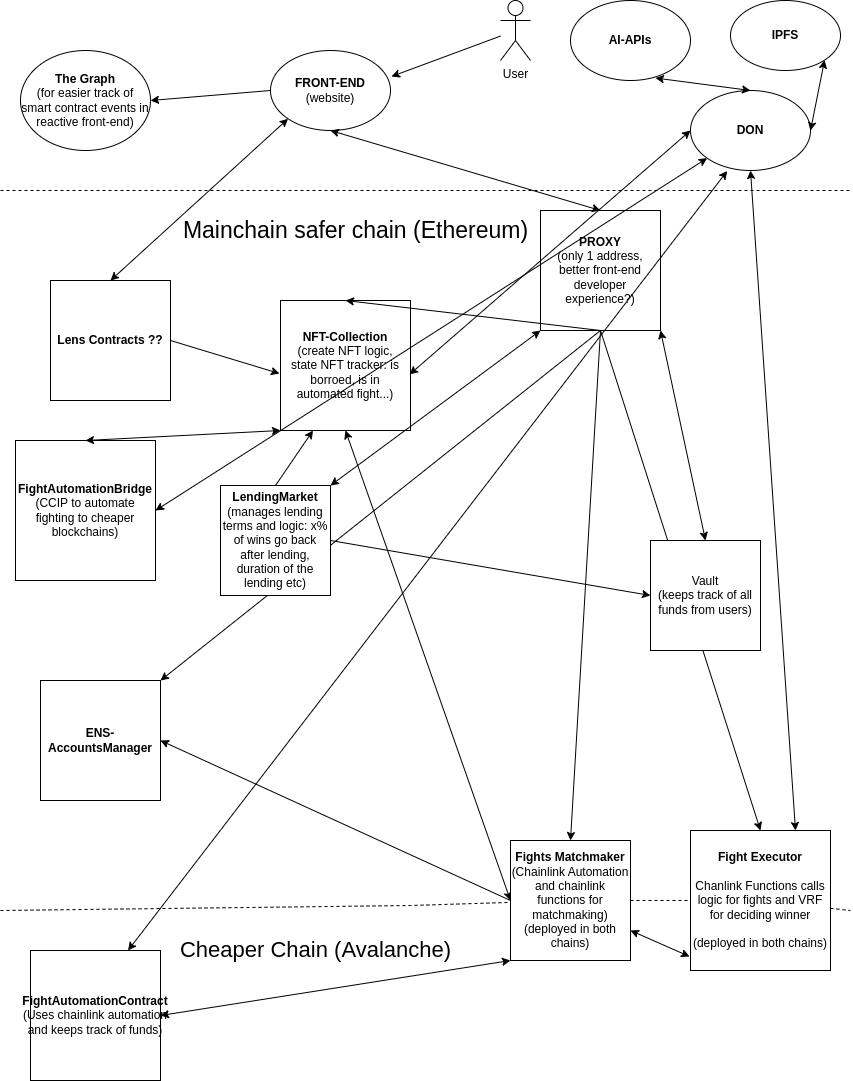 User
AI-APIs
IPFS
The Graph
(for easier track of
smart contract events in
reactive front-end)
FRONT-END
(website)
DON
Mainchain safer chain (Ethereum)
PROXY
(only 1 address,
better front-end
developer
experience?)
Lens Contracts ??
NFT-Collection
(create NFT logic,
state NFT tracker: is
borroed, is in
automated fight...)
FightAutomationBridge
(CCIP to automate
fighting to cheaper
blockchains)
LendingMarket
(manages lending
terms and logic: x%
of wins go back
after lending,
duration of the
lending etc)
Vault
(keeps track of all
funds from users)
ENS-
AccountsManager
Fights Matchmaker
(Chainlink Automation
and chainlink
functions for
matchmaking)
(deployed in both
chains)
Fight Executor
Chanlink Functions calls
logic for fights and VRF
for deciding winner
(deployed in both chains)
Cheaper Chain (Avalanche)
FightAutomationContract
(Uses chainlink automation
and keeps track of funds)